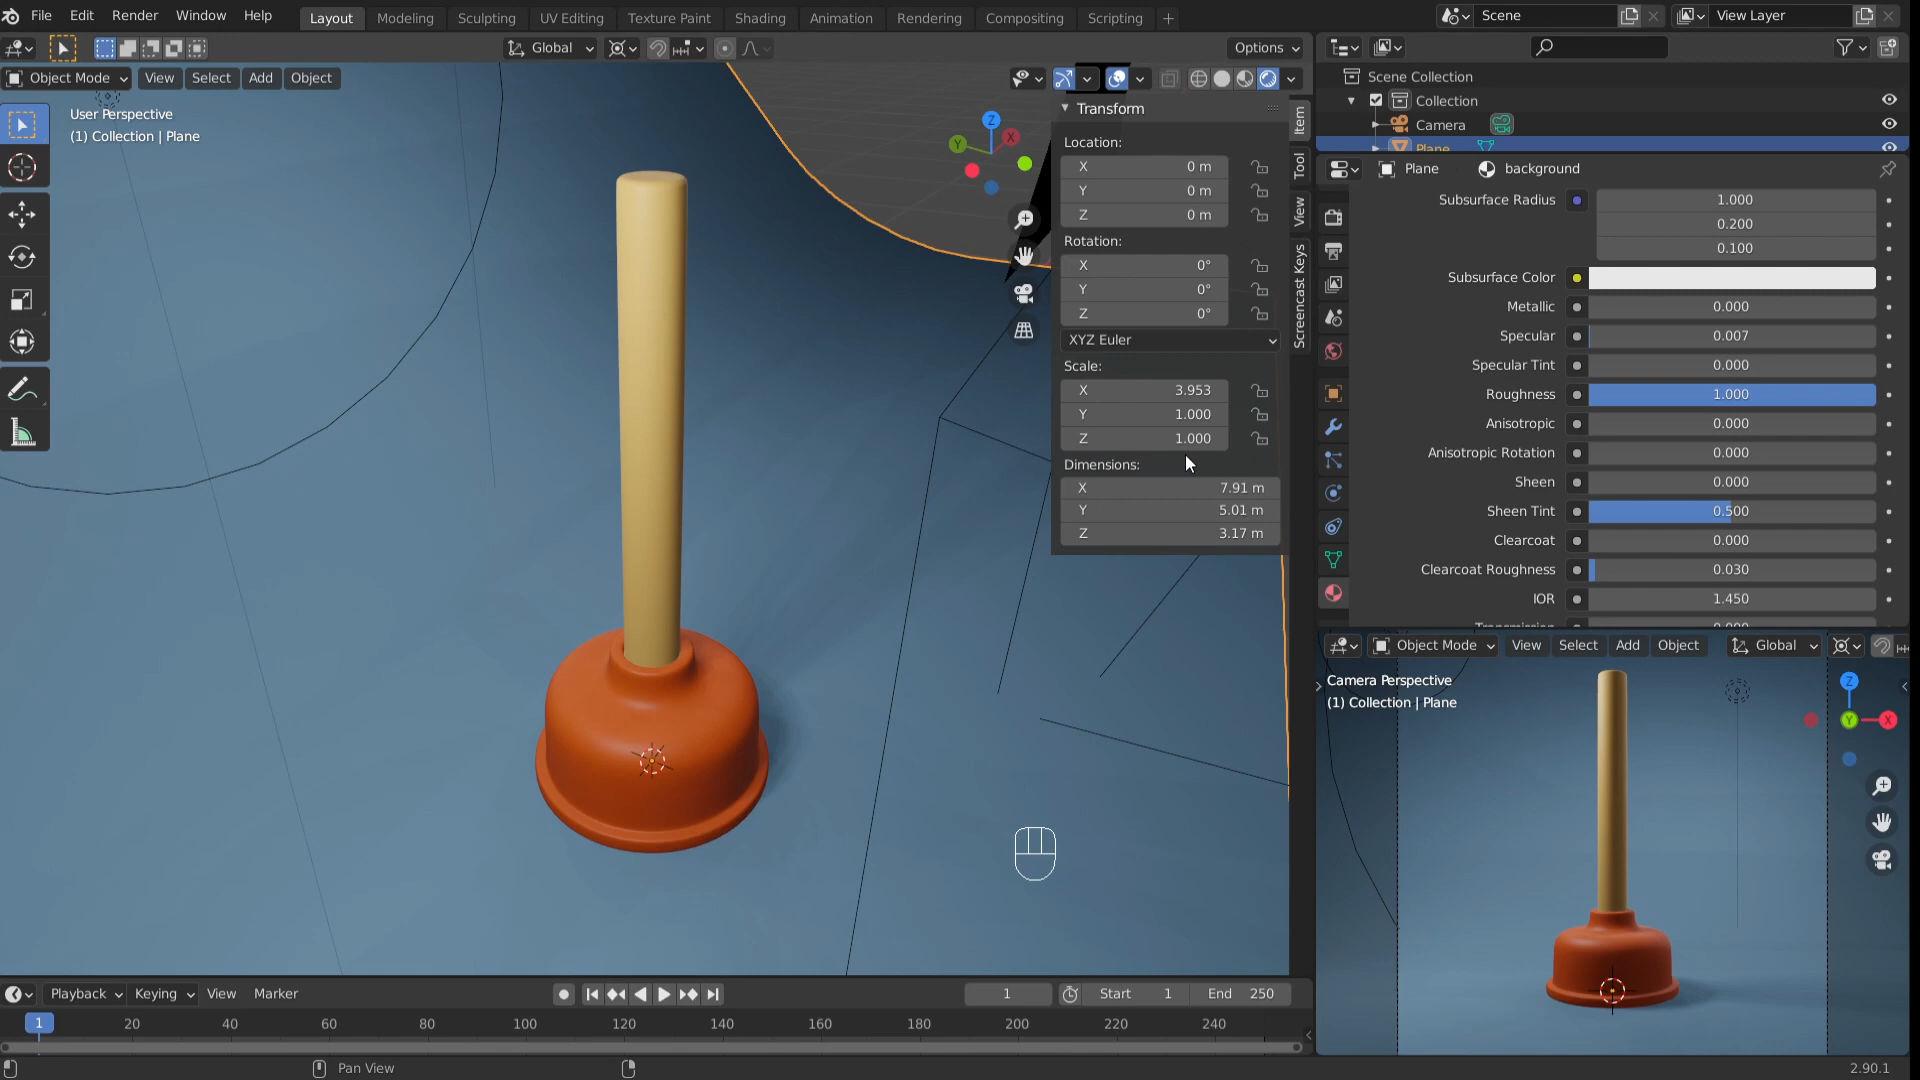 File Edit Render Window Help Layout Modeling Sculpting UV Editing Texture Paint Shading Animation Rendering Compositing Scripting + Scene View Layer
Global Options
Object Mode View Select Add Object
User Perspective
(1) Collection | Plane
Z
Y
X
Transform
Location:
X 0 m
Y 0 m
Z 0 m
Rotation:
X 0°
Y 0°
Z 0°
XYZ Euler
Scale:
X 3.953
Y 1.000
Z 1.000
Dimensions:
X 7.91 m
Y 5.01 m
Z 3.17 m
Item
Tool
View
Screencast Keys
Scene Collection
Collection
Camera
Plane
Plane background
Subsurface Radius 1.000
0.200
0.100
Subsurface Color
Metallic 0.000
Specular 0.007
Specular Tint 0.000
Roughness 1.000
Anisotropic 0.000
Anisotropic Rotation 0.000
Sheen 0.000
Sheen Tint 0.500
Clearcoat 0.000
Clearcoat Roughness 0.030
IOR 1.450
Object Mode View Select Add Object Global
Camera Perspective
(1) Collection | Plane
Z
Y
X
Playback Keying View Marker 1 Start 1 End 250
1 20 40 60 80 100 120 140 160 180 200 220 240
Pan View 2.90.1